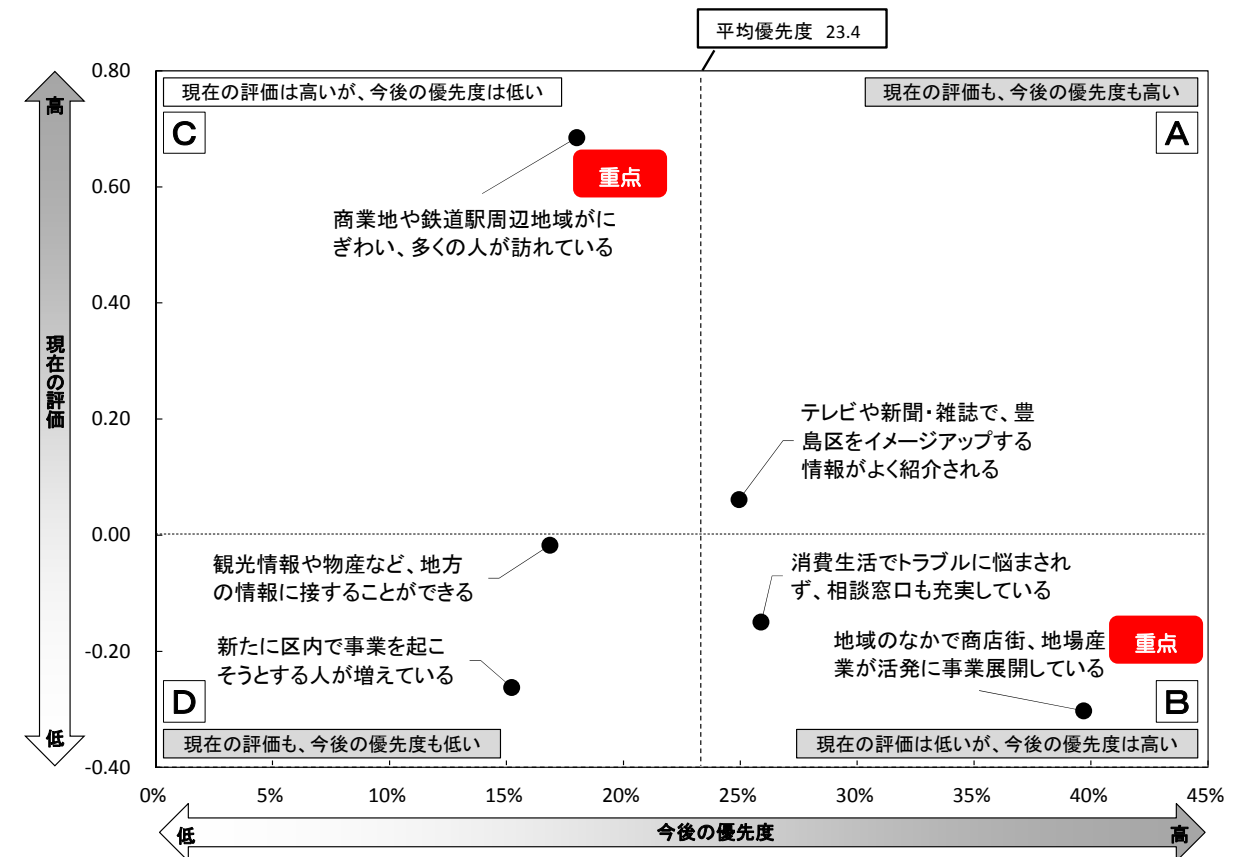 平均優先度 23.4
0.80
0.60
0.40
0.20
0.00
-0.20
-0.40
高
現在の評価
低
現在の評価は高いが、今後の優先度は低い
C
現在の評価も、今後の優先度も高い
A
重点
商業地や鉄道駅周辺地域がに
ぎわい、多くの人が訪れている
テレビや新聞・雑誌で、豊
島区をイメージアップする
情報がよく紹介される
観光情報や物産など、地方
の情報に接することができる
消費生活でトラブルに悩まされ
ず、相談窓口も充実している
新たに区内で事業を起こ
そうとする人が増えている
地域のなかで商店街、地場産
業が活発に事業展開している
重点
D
現在の評価も、今後の優先度も低い
B
現在の評価は低いが、今後の優先度は高い
0%
5%
10%
15%
20%
25%
30%
35%
40%
45%
低
今後の優先度
高